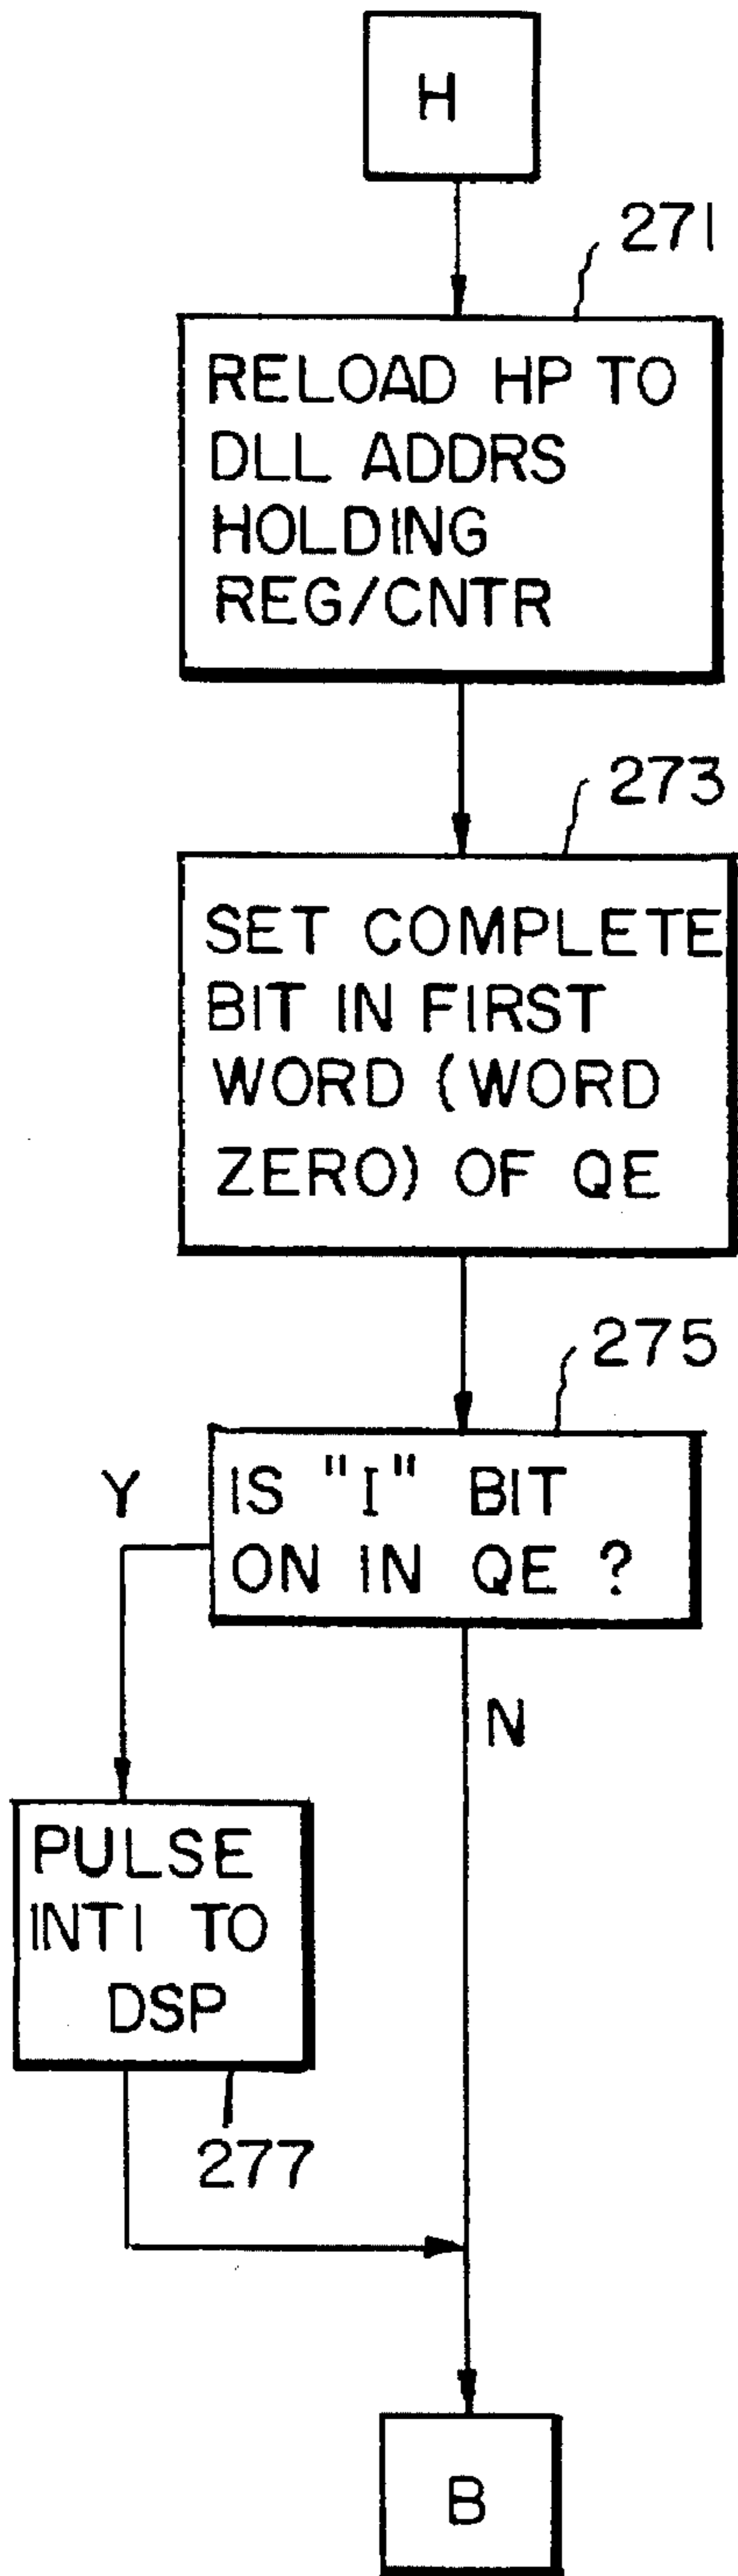 H
271
RELOAD HP TO
DLL ADDRS
HOLDING
REG/CNTR
273
SET COMPLETE
BIT IN FIRST
WORD (WORD
ZERO) OF QE
275
IS "I" BIT
ON IN QE ?
Y
N
PULSE
INT1 TO
DSP
277
B